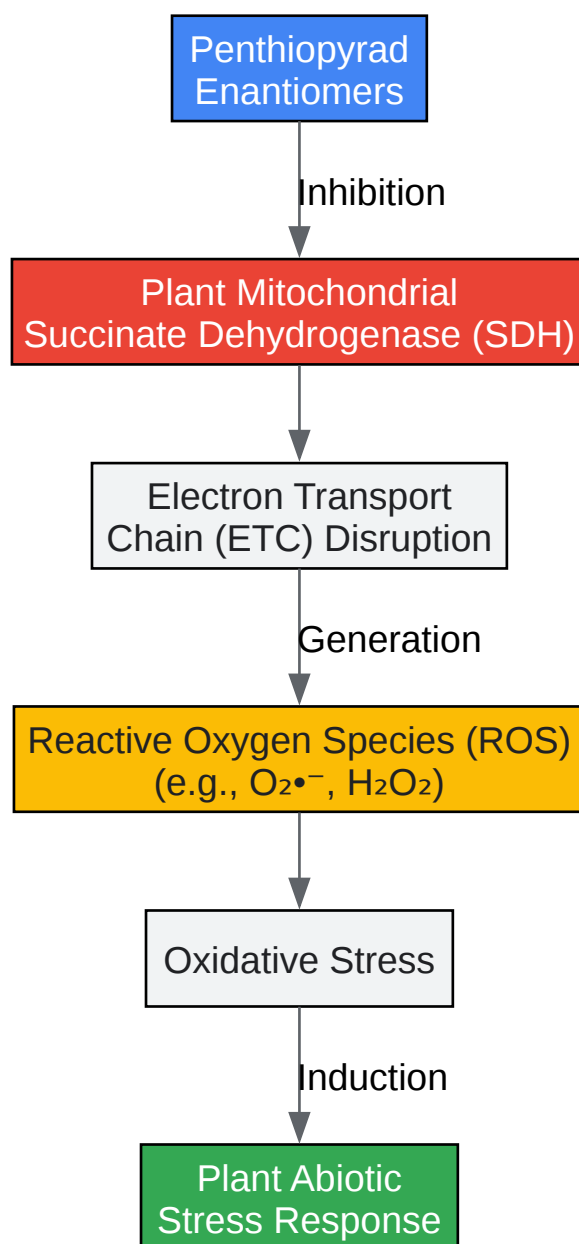 Penthiopyrad
Enantiomers
Inhibition
Plant Mitochondrial
Succinate Dehydrogenase (SDH)
Electron Transport
Chain (ETC) Disruption
Generation
Reactive Oxygen Species (ROS)
(e.g., O₂•⁻, H₂O₂)
Oxidative Stress
Induction
Plant Abiotic
Stress Response